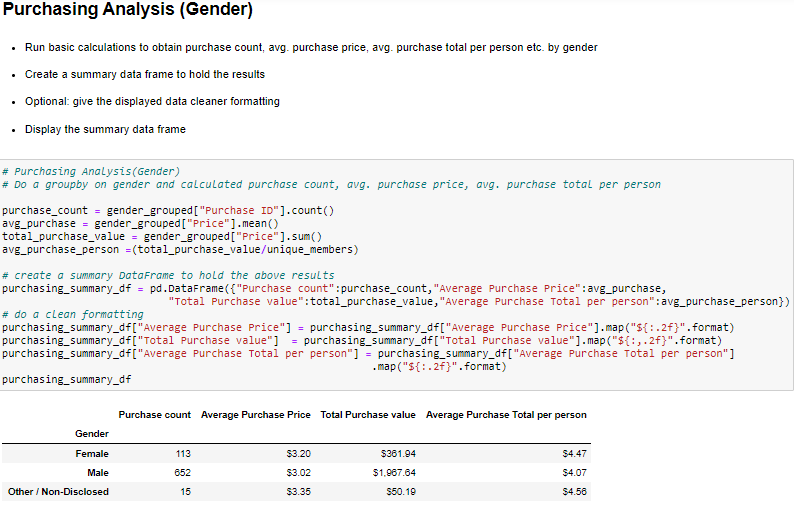 Purchasing Analysis (Gender)
• Run basic calculations to obtain purchase count, avg. purchase price, avg. purchase total per person etc. by gender
• Create a summary data frame to hold the results
• Optional: give the displayed data cleaner formatting
• Display the summary data frame
# Purchasing Analysis(Gender)
# Do a groupby on gender and calculated purchase count, avg. purchase price, avg. purchase total per person
purchase_count = gender_grouped["Purchase ID"].count()
avg_purchase = gender_grouped["Price"].mean()
total_purchase_value = gender_grouped["Price"].sum()
avg_purchase_person =(total_purchase_value/unique_members)
# create a summary DataFrame to hold the above results
purchasing_summary_df = pd.DataFrame({"Purchase count":purchase_count,"Average Purchase Price":avg_purchase,
"Total Purchase value":total_purchase_value,"Average Purchase Total per person":avg_purchase_person})
# do a clean formatting
purchasing_summary_df["Average Purchase Price"] = purchasing_summary_df["Average Purchase Price"].map("${:.2f}".format)
purchasing_summary_df["Total Purchase value"] = purchasing_summary_df["Total Purchase value"].map("${:,.2f}".format)
purchasing_summary_df["Average Purchase Total per person"] = purchasing_summary_df["Average Purchase Total per person"]
.map("${:.2f}".format)
purchasing_summary_df
Purchase count Average Purchase Price Total Purchase value Average Purchase Total per person
Gender
Female 113 $3.20 $361.94 $4.47
Male 652 $3.02 $1,967.64 $4.07
Other / Non-Disclosed 15 $3.35 $50.19 $4.56